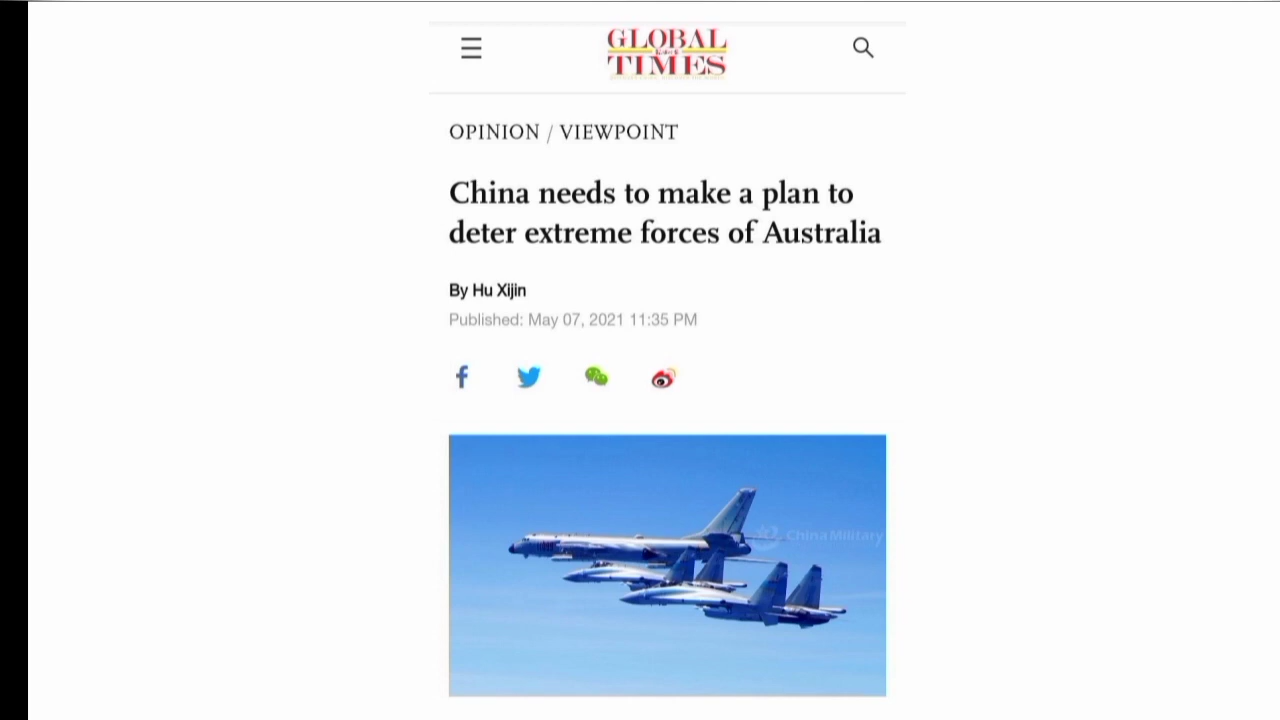 GLOBAL
TIMES
OPINION / VIEWPOINT
China needs to make a plan to
deter extreme forces of Australia
By Hu Xijin
Published: May 07, 2021 11:35 PM
China Military